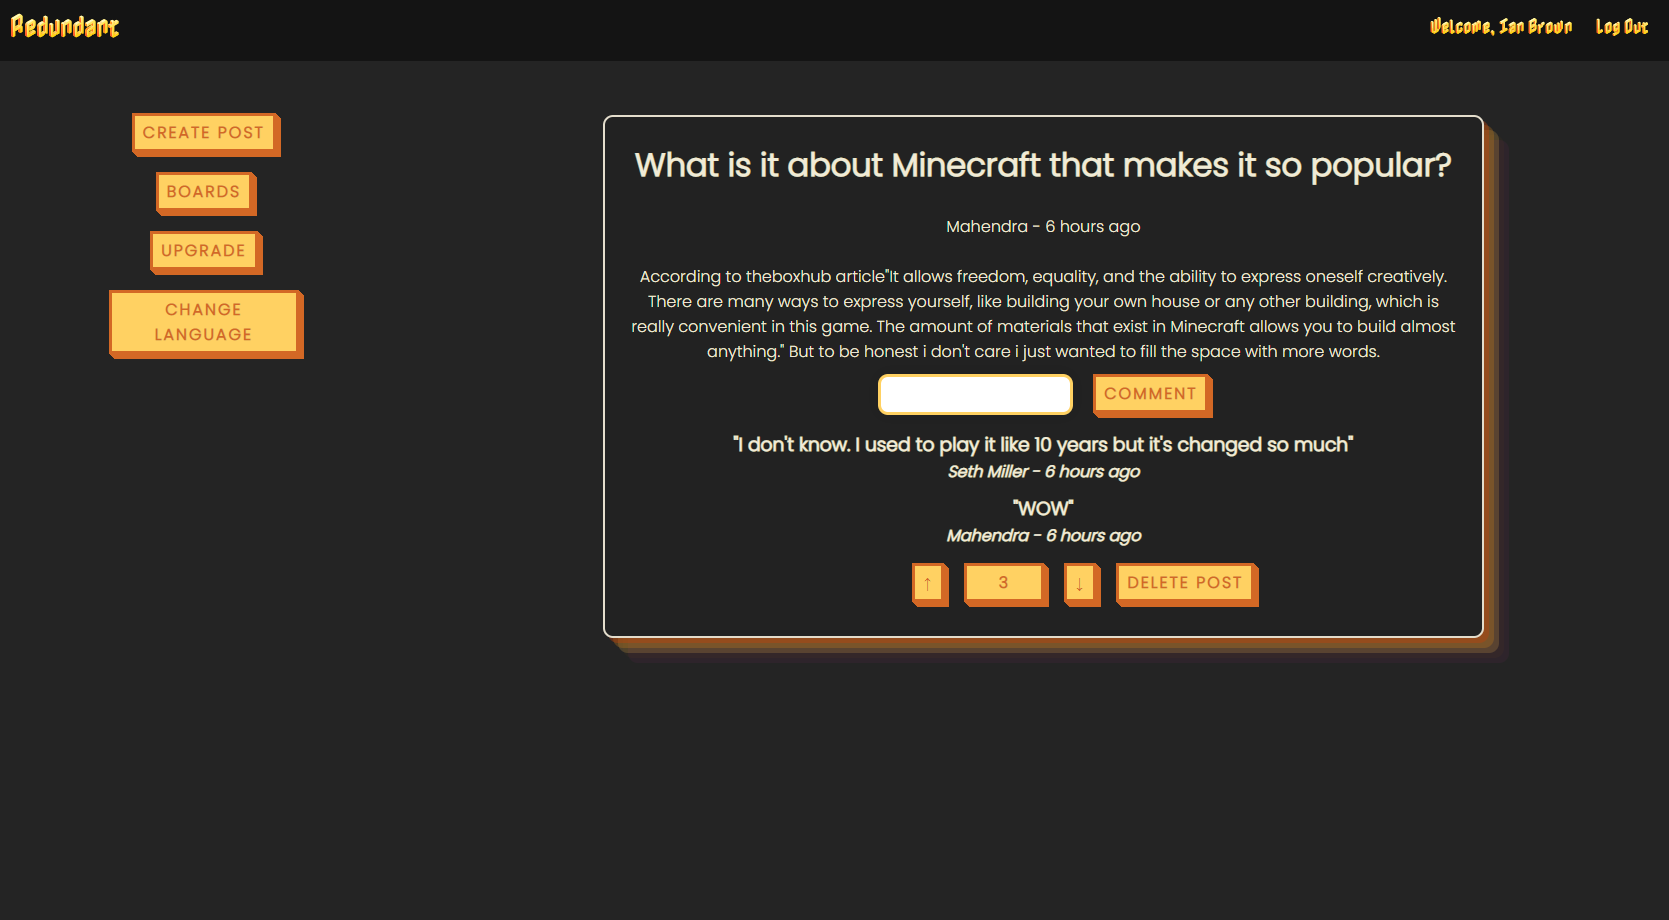 Redundant
Welcome, Ian Brown Log Out
CREATE POST
BOARDS
UPGRADE
CHANGE
LANGUAGE
What is it about Minecraft that makes it so popular?
Mahendra - 6 hours ago
According to theboxhub article"It allows freedom, equality, and the ability to express oneself creatively.
There are many ways to express yourself, like building your own house or any other building, which is
really convenient in this game. The amount of materials that exist in Minecraft allows you to build almost
anything." But to be honest i don't care i just wanted to fill the space with more words.
COMMENT
"I don't know. I used to play it like 10 years but it's changed so much"
Seth Miller - 6 hours ago
"WOW"
Mahendra - 6 hours ago
↑ 3 ↓ DELETE POST